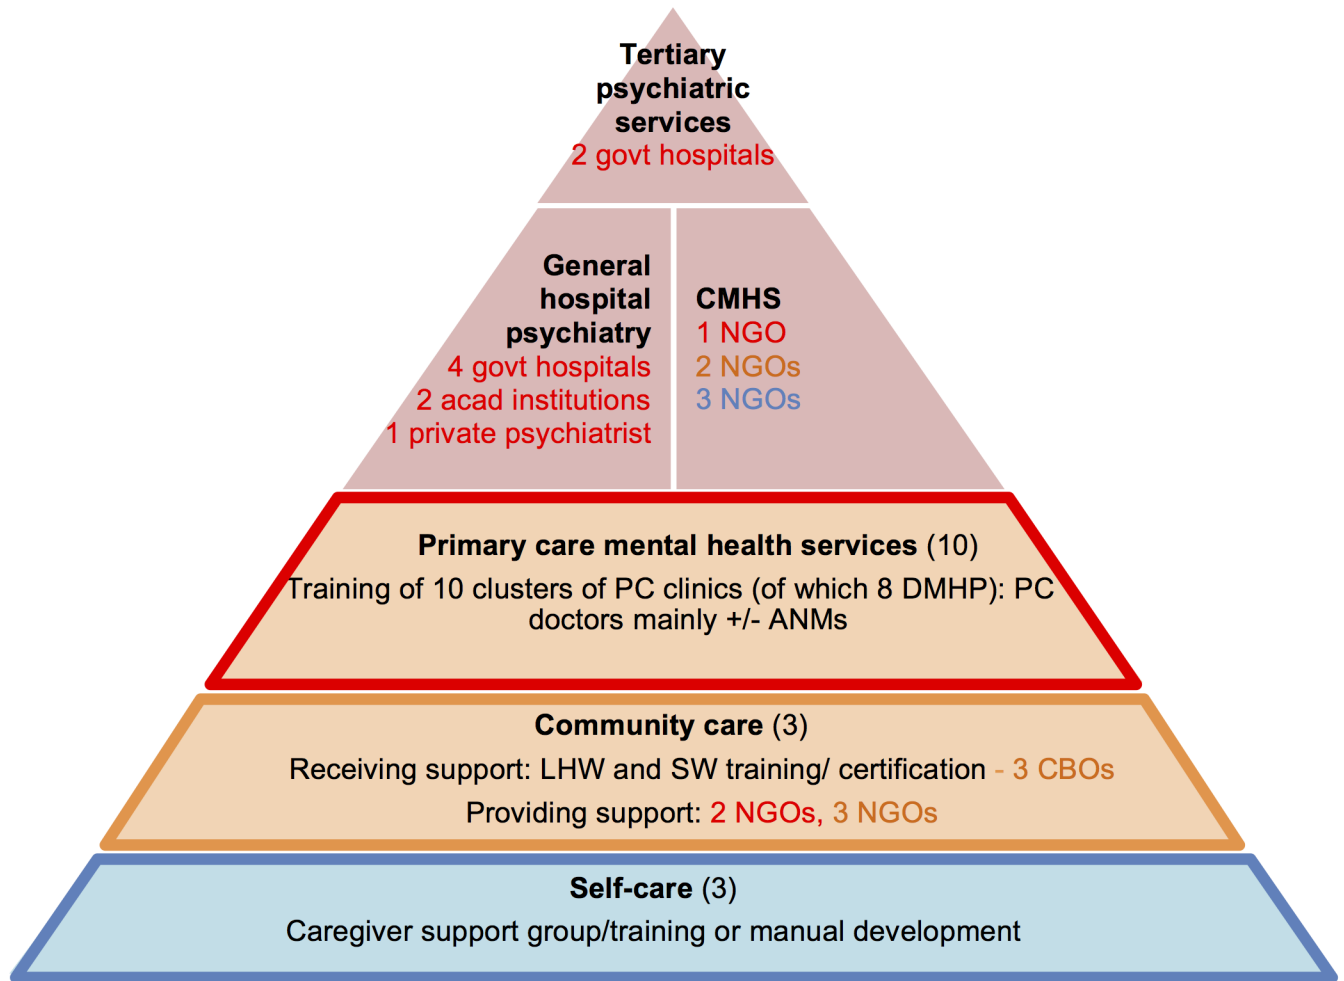 Tertiary
psychiatric
services
2 govt hospitals
General
hospital
psychiatry
4 govt hospitals
2 acad institutions
1 private psychiatrist
CMHS
1 NGO
2 NGOs
3 NGOs
Primary care mental health services (10)
Training of 10 clusters of PC clinics (of which 8 DMHP): PC
doctors mainly +/- ANMs
Community care (3)
Receiving support: LHW and SW training/ certification - 3 CBOs
Providing support: 2 NGOs, 3 NGOs
Self-care (3)
Caregiver support group/training or manual development